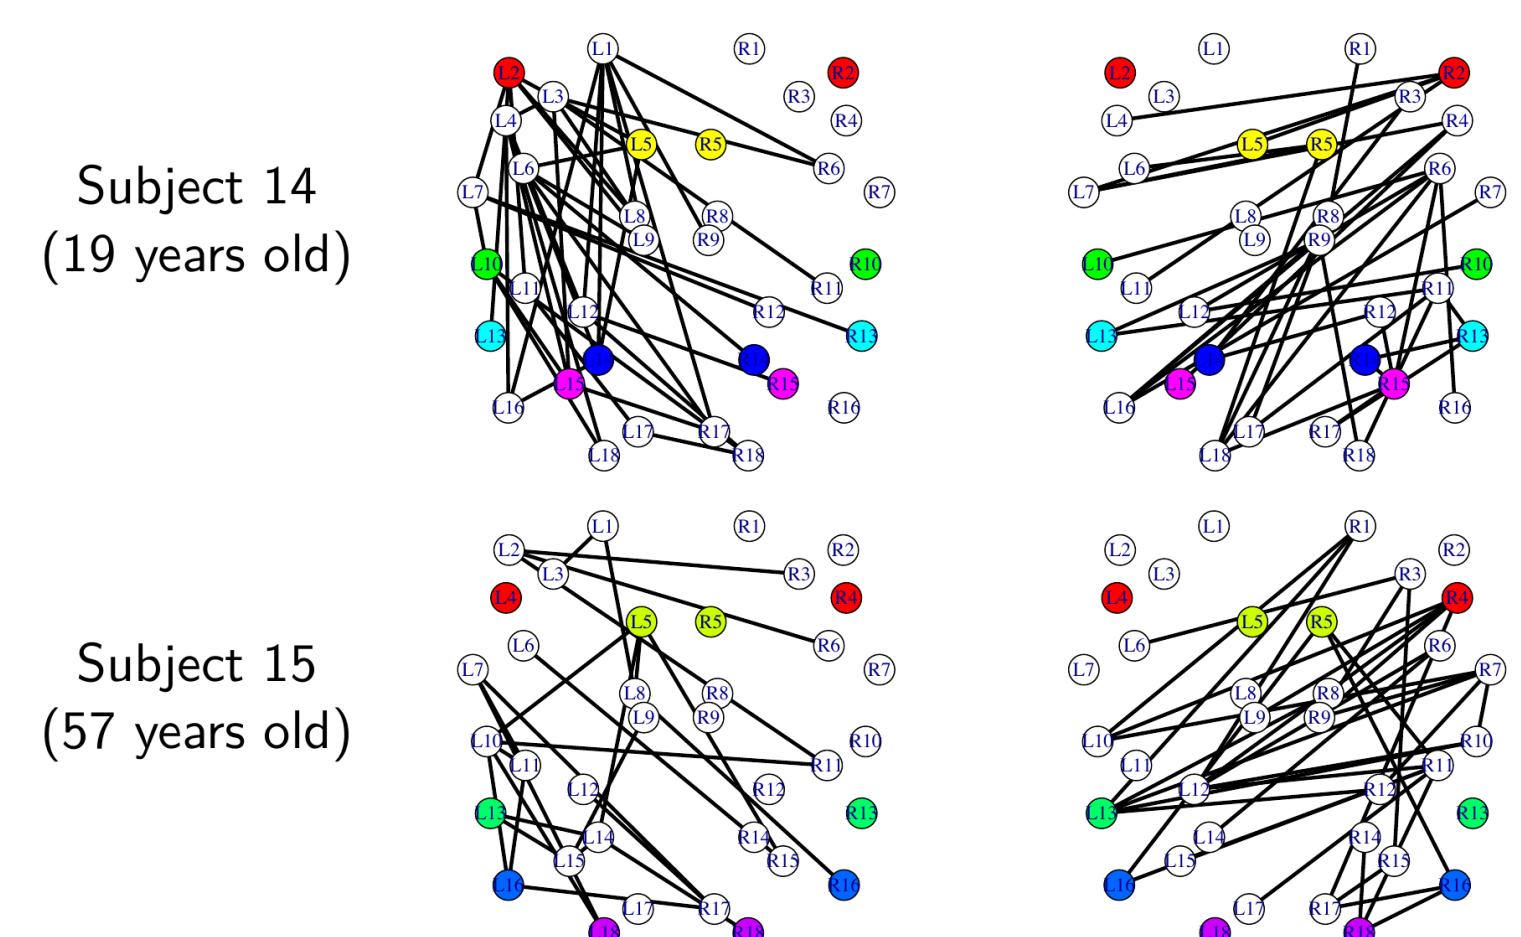 Subject 14
(19 years old)
L1 R1
L2 R2
L3 R3
L4 R4
L5 R5
L6 R6
L7 R7
L8 R8
L9 R9
L10 R10
L11 R11
L12 R12
L13 R13
L15 R15
L16 R16
L17 R17
L18 R18
L1 R1
L2 R2
L3 R3
L4 R4
L5 R5
L6 R6
L7 R7
L8 R8
L9 R9
L10 R10
L11 R11
L12 R12
L13 R13
L15 R15
L16 R16
L17 R17
L18 R18
Subject 15
(57 years old)
L1 R1
L2 R2
L3 R3
L4 R4
L5 R5
L6 R6
L7 R7
L8 R8
L9 R9
L10 R10
L11 R11
L12 R12
L13 R13
L14 R14
L15 R15
L16 R16
L17 R17
L18 R18
L1 R1
L2 R2
L3 R3
L4 R4
L5 R5
L6 R6
L7 R7
L8 R8
L9 R9
L10 R10
L11 R11
L12 R12
L13 R13
L14 R14
L15 R15
L16 R16
L17 R17
L18 R18